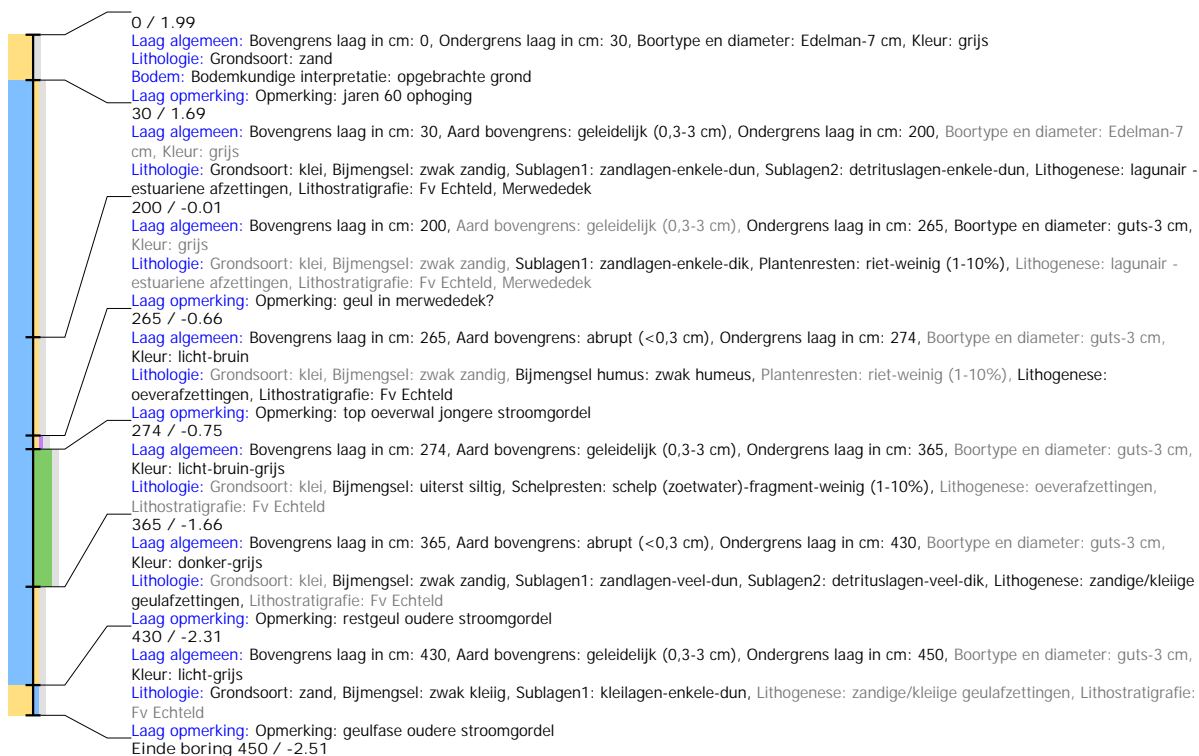 0 / 1.99
Laag algemeen: Bovengrens laag in cm: 0, Ondergrens laag in cm: 30, Boortype en diameter: Edelman-7 cm, Kleur: grijs
Lithologie: Grondsoort: zand
Bodem: Bodemkundige interpretatie: opgebrachte grond
Laag opmerking: Opmerking: jaren 60 ophoging
30 / 1.69
Laag algemeen: Bovengrens laag in cm: 30, Aard bovengrens: geleidelijk (0,3-3 cm), Ondergrens laag in cm: 200, Boortype en diameter: Edelman-7
cm, Kleur: grijs
Lithologie: Grondsoort: klei, Bijmengsel: zwak zandig, Sublagen1: zandlagen-enkele-dun, Sublagen2: detrituslagen-enkele-dun, Lithogenese: lagunair -
estuariene afzettingen, Lithostratigrafie: Fv Echteld, Merwededek
200 / -0.01
Laag algemeen: Bovengrens laag in cm: 200, Aard bovengrens: geleidelijk (0,3-3 cm), Ondergrens laag in cm: 265, Boortype en diameter: guts-3 cm,
Kleur: grijs
Lithologie: Grondsoort: klei, Bijmengsel: zwak zandig, Sublagen1: zandlagen-enkele-dik, Plantenresten: riet-weinig (1-10%), Lithogenese: lagunair -
estuariene afzettingen, Lithostratigrafie: Fv Echteld, Merwededek
Laag opmerking: Opmerking: geul in merwededek?
265 / -0.66
Laag algemeen: Bovengrens laag in cm: 265, Aard bovengrens: abrupt (<0,3 cm), Ondergrens laag in cm: 274, Boortype en diameter: guts-3 cm,
Kleur: licht-bruin
Lithologie: Grondsoort: klei, Bijmengsel: zwak zandig, Bijmengsel humus: zwak humeus, Plantenresten: riet-weinig (1-10%), Lithogenese:
oeverafzettingen, Lithostratigrafie: Fv Echteld
Laag opmerking: Opmerking: top oeverwal jongere stroomgordel
274 / -0.75
Laag algemeen: Bovengrens laag in cm: 274, Aard bovengrens: geleidelijk (0,3-3 cm), Ondergrens laag in cm: 365, Boortype en diameter: guts-3 cm,
Kleur: licht-bruin-grijs
Lithologie: Grondsoort: klei, Bijmengsel: uiterst siltig, Schelpresten: schelp (zoetwater)-fragment-weinig (1-10%), Lithogenese: oeverafzettingen,
Lithostratigrafie: Fv Echteld
365 / -1.66
Laag algemeen: Bovengrens laag in cm: 365, Aard bovengrens: abrupt (<0,3 cm), Ondergrens laag in cm: 430, Boortype en diameter: guts-3 cm,
Kleur: donker-grijs
Lithologie: Grondsoort: klei, Bijmengsel: zwak zandig, Sublagen1: zandlagen-veel-dun, Sublagen2: detrituslagen-veel-dik, Lithogenese: zandige/kleiige
geulafzettingen, Lithostratigrafie: Fv Echteld
Laag opmerking: Opmerking: restgeul oudere stroomgordel
430 / -2.31
Laag algemeen: Bovengrens laag in cm: 430, Aard bovengrens: geleidelijk (0,3-3 cm), Ondergrens laag in cm: 450, Boortype en diameter: guts-3 cm,
Kleur: licht-grijs
Lithologie: Grondsoort: zand, Bijmengsel: zwak kleiig, Sublagen1: kleilagen-enkele-dun, Lithogenese: zandige/kleiige geulafzettingen, Lithostratigrafie:
Fv Echteld
Laag opmerking: Opmerking: geulfase oudere stroomgordel
Einde boring 450 / -2.51